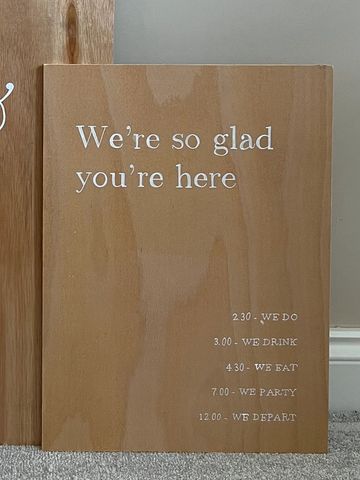 We're so glad
you're here
2.30 - WE DO
3.00 - WE DRINK
4.30 - WE EAT
7.00 - WE PARTY
12.00 - WE DEPART